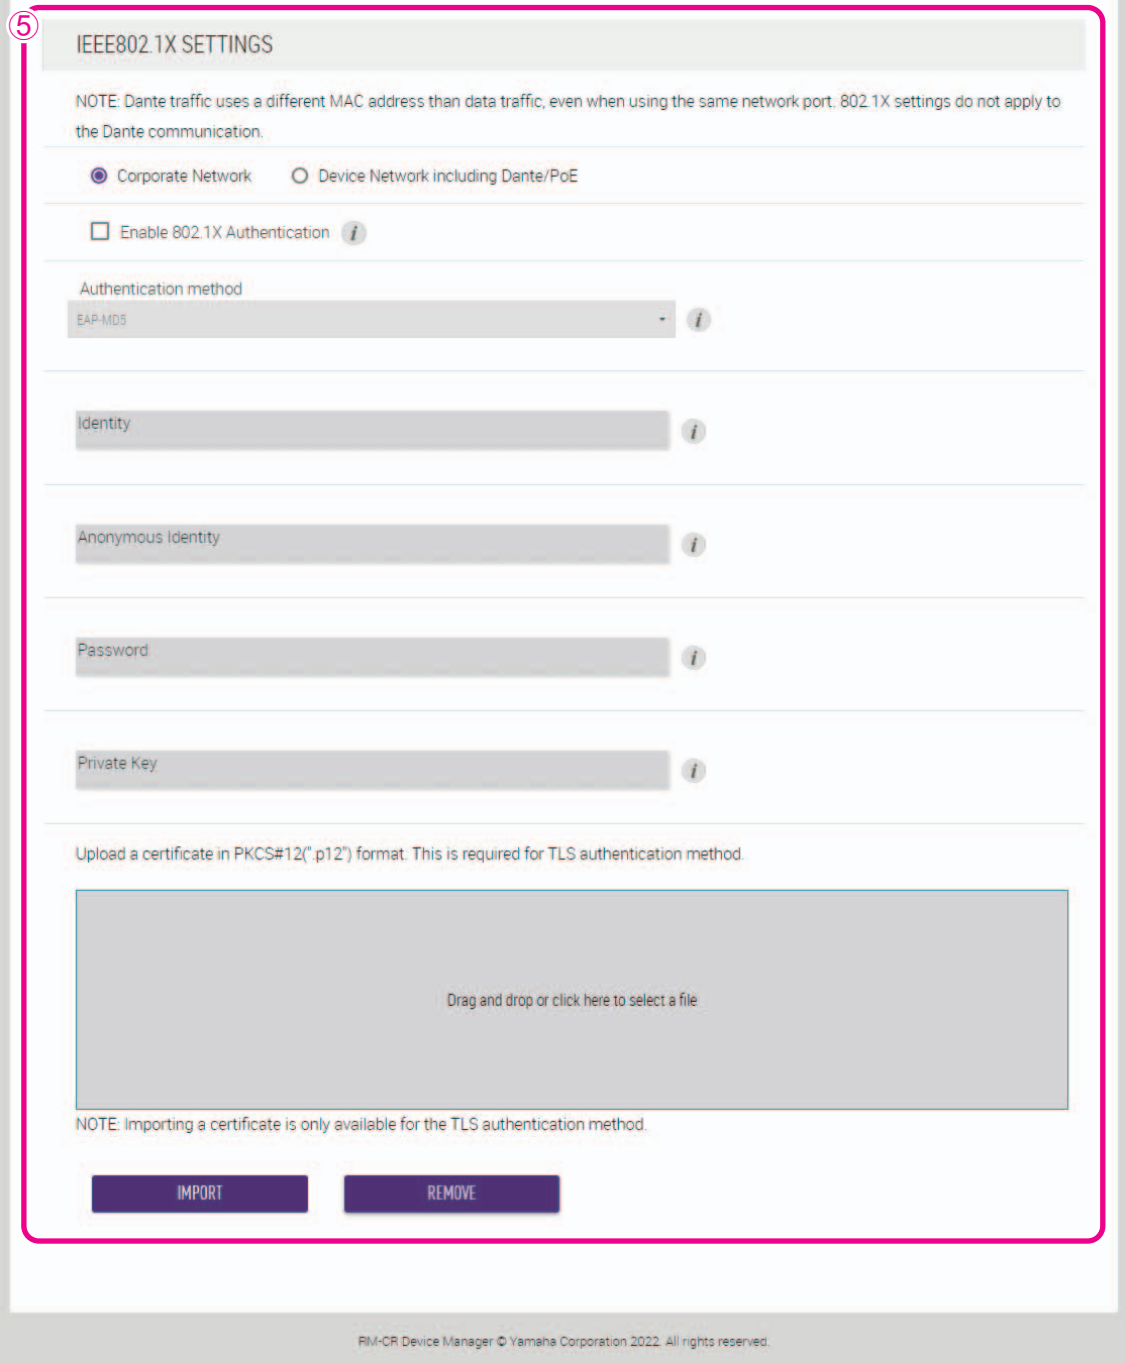 ⑤
IEEE802.1X SETTINGS
NOTE: Dante traffic uses a different MAC address than data traffic, even when using the same network port. 802.1X settings do not apply to
the Dante communication.
Corporate Network Device Network including Dante/PoE
Enable 802.1X Authentication i
Authentication method
EAP-MD5 i
Identity i
Anonymous Identity i
Password i
Private Key i
Upload a certificate in PKCS#12(".p12") format. This is required for TLS authentication method.
Drag and drop or click here to select a file
NOTE: Importing a certificate is only available for the TLS authentication method.
IMPORT REMOVE
RM-CR Device Manager © Yamaha Corporation 2022. All rights reserved.